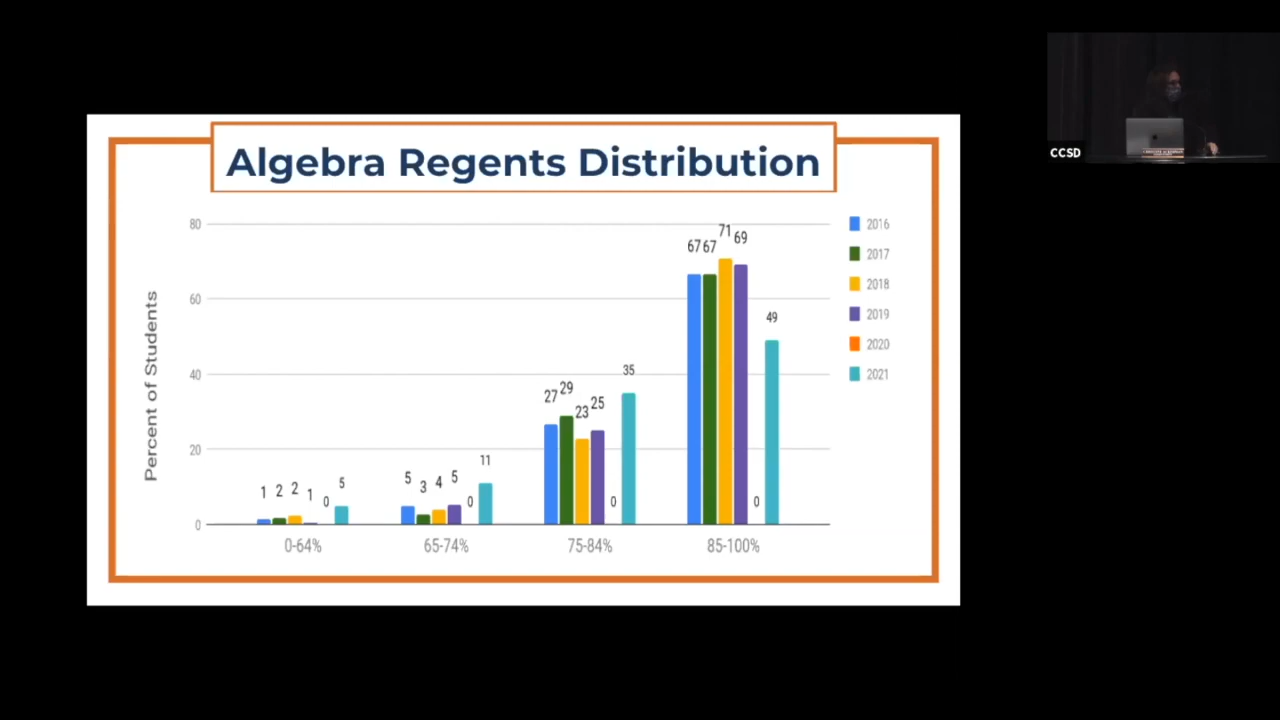 Algebra Regents Distribution
Percent of Students
80
60
40
20
0
1 2 2 1 0 5
5 3 4 5 0 11
27 29 23 25 0 35
67 67 71 69 0 49
0-64% 65-74% 75-84% 85-100%
2016
2017
2018
2019
2020
2021
CCSD